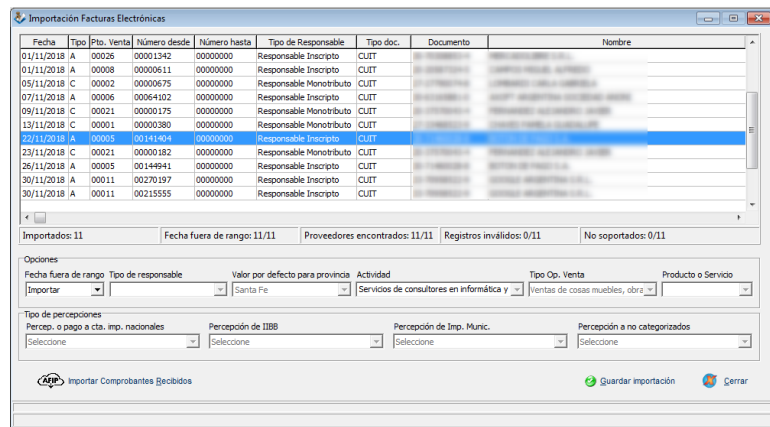 Importación Facturas Electrónicas
Fecha Tipo Pto. Venta Número desde Número hasta Tipo de Responsable Tipo doc. Documento Nombre
01/11/2018 A 00026 00001342 00000000 Responsable Inscripto CUIT
01/11/2018 A 00008 00000611 00000000 Responsable Inscripto CUIT
05/11/2018 C 00002 00000675 00000000 Responsable Monotributo CUIT
07/11/2018 A 00006 00064102 00000000 Responsable Inscripto CUIT
09/11/2018 C 00021 00000175 00000000 Responsable Monotributo CUIT
13/11/2018 C 00001 00000380 00000000 Responsable Monotributo CUIT
22/11/2018 A 00005 00141404 00000000 Responsable Inscripto CUIT
23/11/2018 C 00021 00000182 00000000 Responsable Monotributo CUIT
26/11/2018 A 00005 00144941 00000000 Responsable Inscripto CUIT
30/11/2018 A 00011 00270197 00000000 Responsable Inscripto CUIT
30/11/2018 A 00011 00215555 00000000 Responsable Inscripto CUIT
Importados: 11 Fecha fuera de rango: 11/11 Proveedores encontrados: 11/11 Registros inválidos: 0/11 No soportados: 0/11
Opciones
Fecha fuera de rango Tipo de responsable Valor por defecto para provincia Actividad Tipo Op. Venta Producto o Servicio
Importar Santa Fe Servicios de consultores en informática y Ventas de cosas muebles, obra
Tipo de percepciones
Percep. o pago a cta. imp. nacionales Percepción de IIBB Percepción de Imp. Munic. Percepción a no categorizados
Seleccione Seleccione Seleccione Seleccione
AFIP Importar Comprobantes Recibidos Guardar importación Cerrar